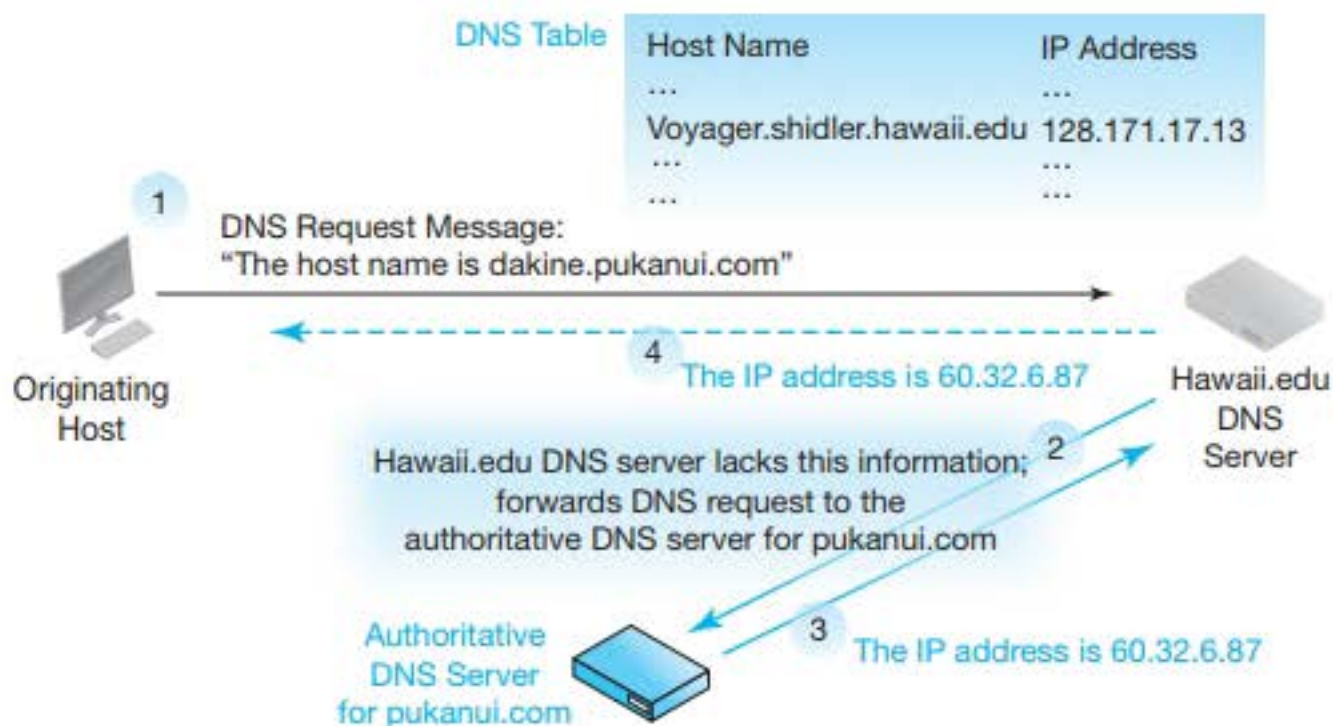 DNS Table
Host Name IP Address
... ...
Voyager.shidler.hawaii.edu 128.171.17.13
... ...
... ...
1
DNS Request Message:
“The host name is dakine.pukanui.com”
4
The IP address is 60.32.6.87
Originating
Host
Hawaii.edu
DNS
Server
2
Hawaii.edu DNS server lacks this information;
forwards DNS request to the
authoritative DNS server for pukanui.com
3
The IP address is 60.32.6.87
Authoritative
DNS Server
for pukanui.com